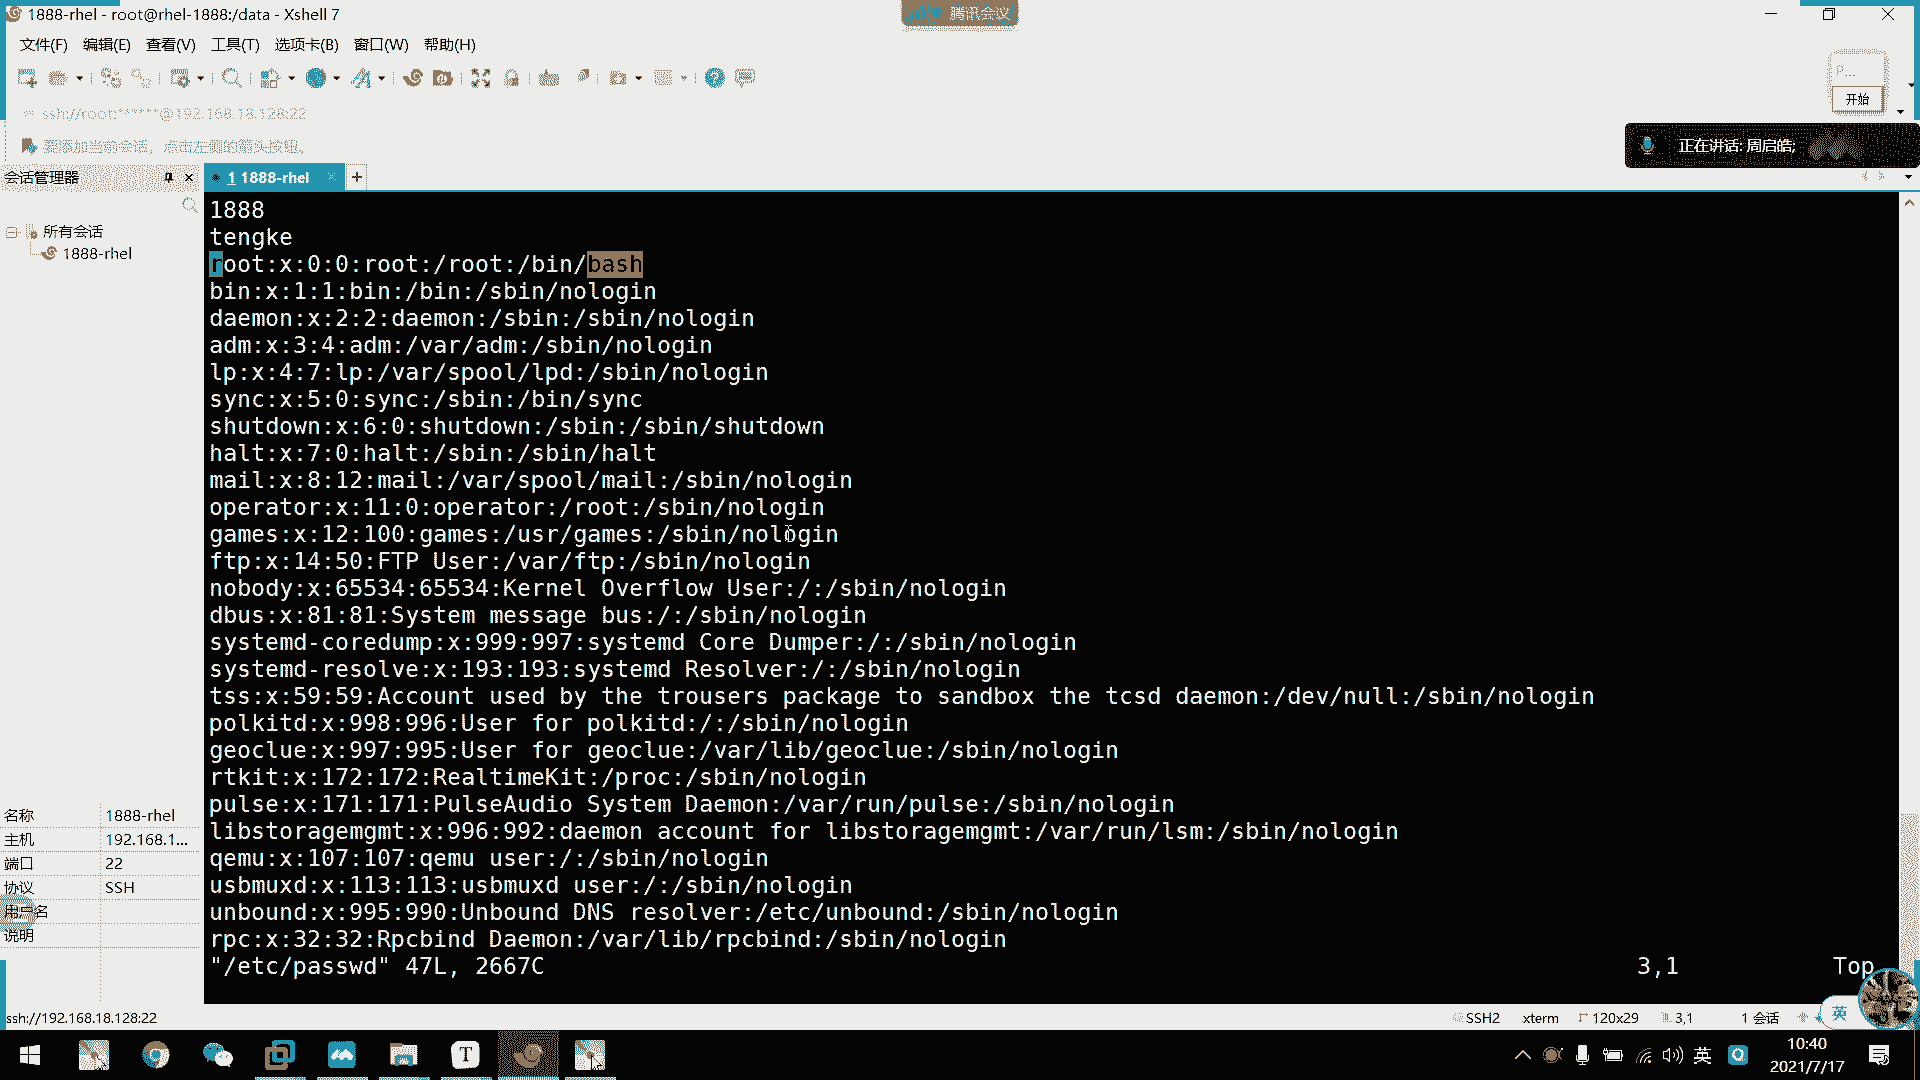 1888-rhel - root@rhel-1888:/data - Xshell 7
腾讯会议
文件(F) 编辑(E) 查看(V) 工具(T) 选项卡(B) 窗口(W) 帮助(H)
P...
开始
ssh://root:******@192.168.18.128:22
要添加当前会话，点击左侧的箭头按钮。
正在讲话: 周启皓;
会话管理器
1 1888-rhel
所有会话
1888-rhel
1888
tengke
root:x:0:0:root:/root:/bin/bash
bin:x:1:1:bin:/bin:/sbin/nologin
daemon:x:2:2:daemon:/sbin:/sbin/nologin
adm:x:3:4:adm:/var/adm:/sbin/nologin
lp:x:4:7:lp:/var/spool/lpd:/sbin/nologin
sync:x:5:0:sync:/sbin:/bin/sync
shutdown:x:6:0:shutdown:/sbin:/sbin/shutdown
halt:x:7:0:halt:/sbin:/sbin/halt
mail:x:8:12:mail:/var/spool/mail:/sbin/nologin
operator:x:11:0:operator:/root:/sbin/nologin
games:x:12:100:games:/usr/games:/sbin/nologin
ftp:x:14:50:FTP User:/var/ftp:/sbin/nologin
nobody:x:65534:65534:Kernel Overflow User:/:/sbin/nologin
dbus:x:81:81:System message bus:/:/sbin/nologin
systemd-coredump:x:999:997:systemd Core Dumper:/:/sbin/nologin
systemd-resolve:x:193:193:systemd Resolver:/:/sbin/nologin
tss:x:59:59:Account used by the trousers package to sandbox the tcsd daemon:/dev/null:/sbin/nologin
polkitd:x:998:996:User for polkitd:/:/sbin/nologin
geoclue:x:997:995:User for geoclue:/var/lib/geoclue:/sbin/nologin
rtkit:x:172:172:RealtimeKit:/proc:/sbin/nologin
pulse:x:171:171:PulseAudio System Daemon:/var/run/pulse:/sbin/nologin
libstoragemgmt:x:996:992:daemon account for libstoragemgmt:/var/run/lsm:/sbin/nologin
qemu:x:107:107:qemu user:/:/sbin/nologin
usbmuxd:x:113:113:usbmuxd user:/:/sbin/nologin
unbound:x:995:990:Unbound DNS resolver:/etc/unbound:/sbin/nologin
rpc:x:32:32:Rpcbind Daemon:/var/lib/rpcbind:/sbin/nologin
"/etc/passwd" 47L, 2667C 3,1 Top
名称 1888-rhel
主机 192.168.1...
端口 22
协议 SSH
用户名
说明
ssh://192.168.18.128:22 SSH2 xterm 120x29 3,1 1 会话
英
T
英
10:40
2021/7/17